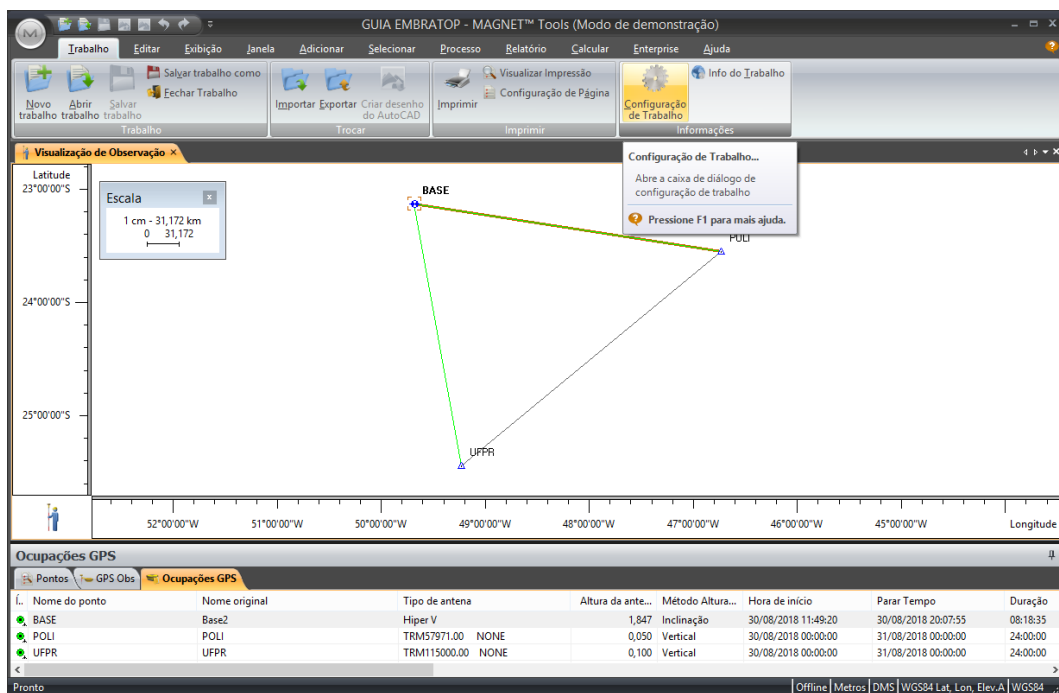 GUIA EMBRATOP - MAGNET™ Tools (Modo de demonstração)
Trabalho Editar Exibição Janela Adicionar Selecionar Processo Relatório Calcular Enterprise Ajuda
Novo trabalho
Abrir trabalho
Salvar trabalho
Salvar trabalho como
Fechar Trabalho
Trabalho
Importar
Exportar
Criar desenho do AutoCAD
Trocar
Imprimir
Visualizar Impressão
Configuração de Página
Imprimir
Configuração de Trabalho
Info do Trabalho
Informações
Visualização de Observação
Configuração de Trabalho...
Abre a caixa de diálogo de
configuração de trabalho
Pressione F1 para mais ajuda.
Latitude
23°00'00"S
24°00'00"S
25°00'00"S
Escala
1 cm - 31,172 km
0 31,172
BASE
POLI
UFPR
52°00'00"W 51°00'00"W 50°00'00"W 49°00'00"W 48°00'00"W 47°00'00"W 46°00'00"W 45°00'00"W Longitude
Ocupações GPS
Pontos GPS Obs Ocupações GPS
Í.. Nome do ponto Nome original Tipo de antena Altura da ante... Método Altura... Hora de início Parar Tempo Duração
BASE Base2 Hiper V 1,847 Inclinação 30/08/2018 11:49:20 30/08/2018 20:07:55 08:18:35
POLI POLI TRM57971.00 NONE 0,050 Vertical 30/08/2018 00:00:00 31/08/2018 00:00:00 24:00:00
UFPR UFPR TRM115000.00 NONE 0,100 Vertical 30/08/2018 00:00:00 31/08/2018 00:00:00 24:00:00
Pronto Offline Metros DMS WGS84 Lat, Lon, Elev.A WGS84